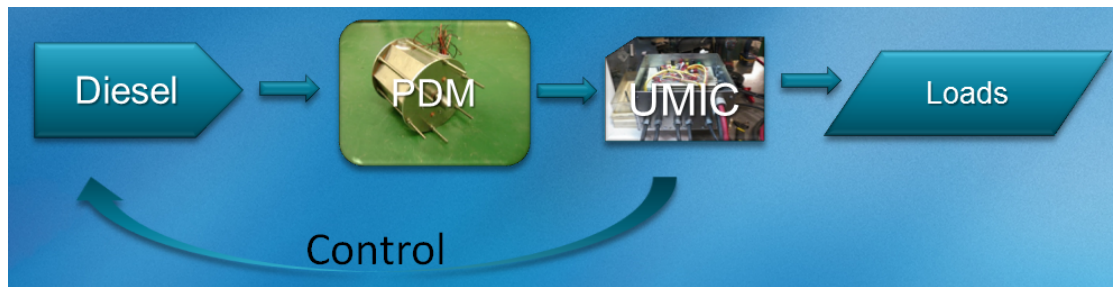 Diesel
PDM
UMIC
Loads
Control